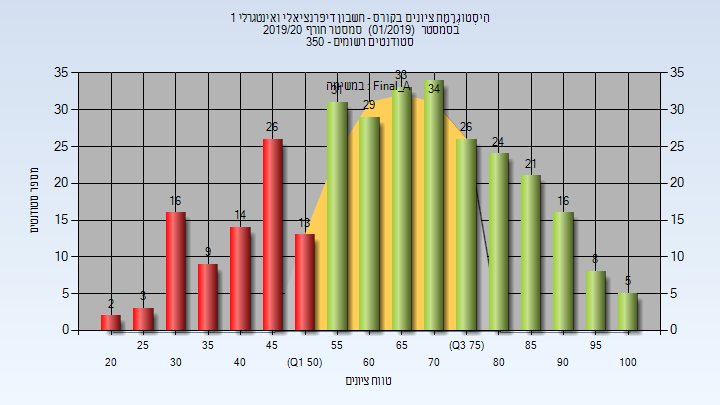 היסטוגרמת ציונים בקורס - חשבון דיפרנציאלי ואינטגרלי 1
בסמסטר (01/2019) סמסטר חורף 2019/20
סטודנטים רשומים - 350
במשימה : Final_A
35 35
30 30
25 25
20 20
15 15
10 10
5 5
0 0
מספר סטודנטים
2 3 16 9 14 26 13 31 29 33 34 26 24 21 16 8 5
25 35 45 55 65 (Q3 75) 85 95
20 30 40 (Q1 50) 60 70 80 90 100
טווח ציונים